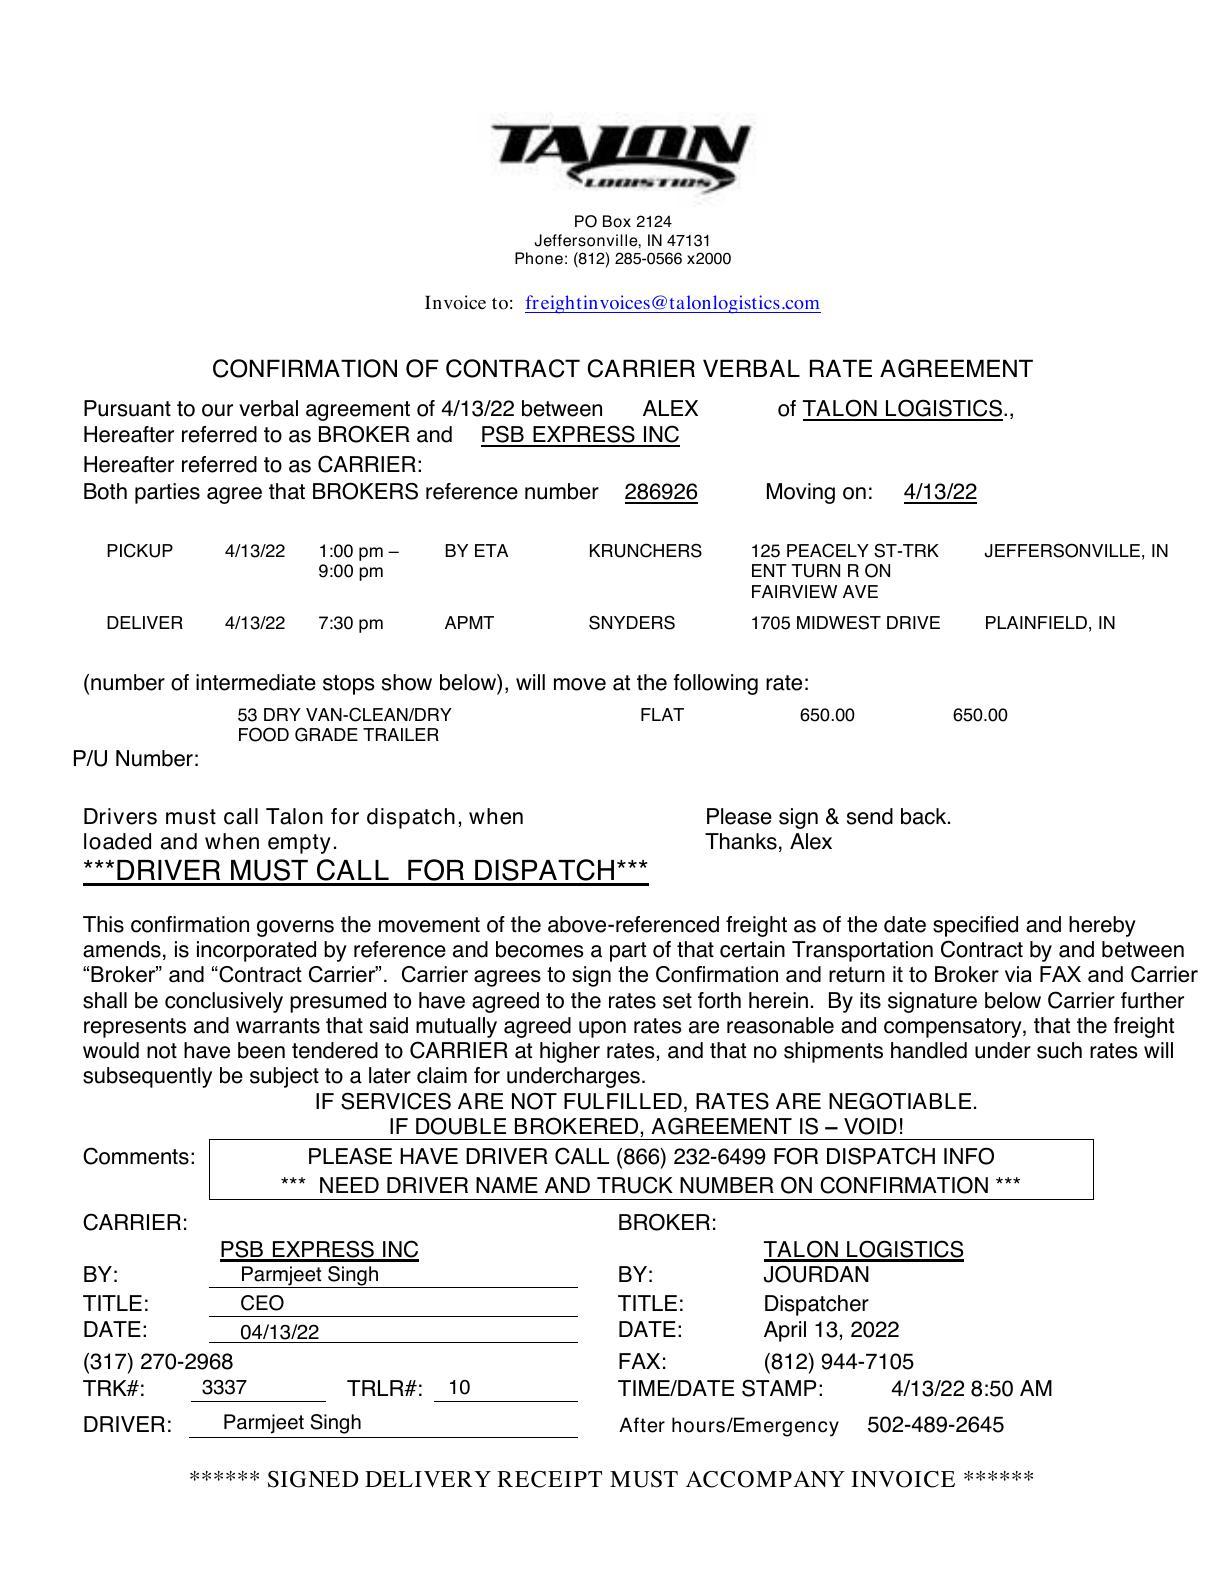 TALON
LOGISTICS
PO Box 2124
Jeffersonville, IN 47131
Phone: (812) 285-0566 x2000
Invoice to: freightinvoices@talonlogistics.com
CONFIRMATION OF CONTRACT CARRIER VERBAL RATE AGREEMENT
Pursuant to our verbal agreement of 4/13/22 between ALEX of TALON LOGISTICS.,
Hereafter referred to as BROKER and PSB EXPRESS INC
Hereafter referred to as CARRIER:
Both parties agree that BROKERS reference number 286926 Moving on: 4/13/22
PICKUP 4/13/22 1:00 pm – BY ETA KRUNCHERS 125 PEACELY ST-TRK JEFFERSONVILLE, IN
9:00 pm ENT TURN R ON
FAIRVIEW AVE
DELIVER 4/13/22 7:30 pm APMT SNYDERS 1705 MIDWEST DRIVE PLAINFIELD, IN
(number of intermediate stops show below), will move at the following rate:
53 DRY VAN-CLEAN/DRY FLAT 650.00 650.00
FOOD GRADE TRAILER
P/U Number:
Drivers must call Talon for dispatch, when Please sign & send back.
loaded and when empty. Thanks, Alex
***DRIVER MUST CALL FOR DISPATCH***
This confirmation governs the movement of the above-referenced freight as of the date specified and hereby
amends, is incorporated by reference and becomes a part of that certain Transportation Contract by and between
“Broker” and “Contract Carrier”. Carrier agrees to sign the Confirmation and return it to Broker via FAX and Carrier
shall be conclusively presumed to have agreed to the rates set forth herein. By its signature below Carrier further
represents and warrants that said mutually agreed upon rates are reasonable and compensatory, that the freight
would not have been tendered to CARRIER at higher rates, and that no shipments handled under such rates will
subsequently be subject to a later claim for undercharges.
IF SERVICES ARE NOT FULFILLED, RATES ARE NEGOTIABLE.
IF DOUBLE BROKERED, AGREEMENT IS – VOID!
Comments: PLEASE HAVE DRIVER CALL (866) 232-6499 FOR DISPATCH INFO
*** NEED DRIVER NAME AND TRUCK NUMBER ON CONFIRMATION ***
CARRIER: BROKER:
PSB EXPRESS INC TALON LOGISTICS
BY: Parmjeet Singh BY: JOURDAN
TITLE: CEO TITLE: Dispatcher
DATE: 04/13/22 DATE: April 13, 2022
(317) 270-2968 FAX: (812) 944-7105
TRK#: 3337 TRLR#: 10 TIME/DATE STAMP: 4/13/22 8:50 AM
DRIVER: Parmjeet Singh After hours/Emergency 502-489-2645
****** SIGNED DELIVERY RECEIPT MUST ACCOMPANY INVOICE ******